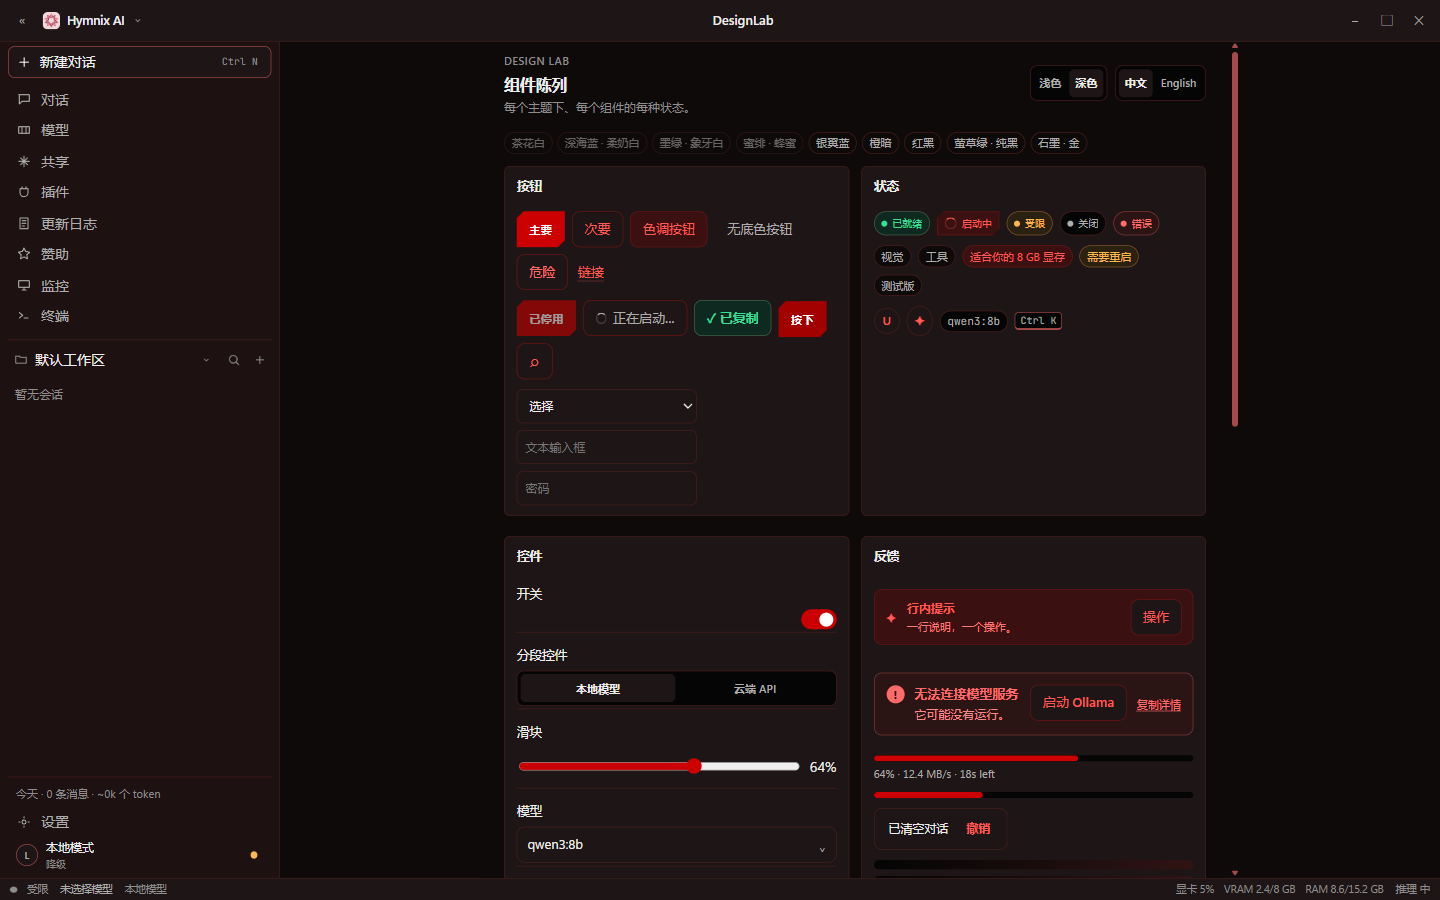 « Hymnix AI
DesignLab
新建对话 Ctrl N
对话
模型
共享
插件
更新日志
赞助
监控
终端
默认工作区
暂无会话
今天 · 0 条消息 · ~0k 个 token
设置
L 本地模式
降级
DESIGN LAB
组件陈列
每个主题下、每个组件的每种状态。
浅色 深色 中文 English
茶花白 深海蓝 · 柔奶白 墨绿 · 象牙白 蜜绯 · 蜂蜜 银翼蓝 橙暗 红黑 萤草绿 · 纯黑 石墨 · 金
按钮
主要 次要 色调按钮 无底色按钮
危险 链接
已停用 正在启动... ✓ 已复制 按下
选择
文本输入框
密码
状态
已就绪 启动中 受限 关闭 错误
视觉 工具 适合你的 8 GB 显存 需要重启
测试版
U qwen3:8b Ctrl K
控件
开关
分段控件
本地模型 云端 API
滑块
64%
模型
qwen3:8b
反馈
行内提示
一行说明，一个操作。
操作
无法连接模型服务
它可能没有运行。
启动 Ollama 复制详情
64% · 12.4 MB/s · 18s left
已清空对话 撤销
受限 未选择模型 本地模型
显卡 5% VRAM 2.4/8 GB RAM 8.6/15.2 GB 推理 中